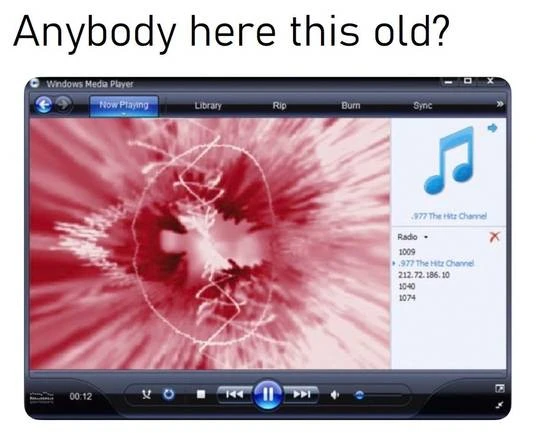 Anybody here this old?
Windows Media Player
Now Playing
Library
Rip
Burn
Sync
»
.977 The Hitz Channel
Radio
1009
.977 The Hitz Channel
212.72.186.10
1040
1074
00:12